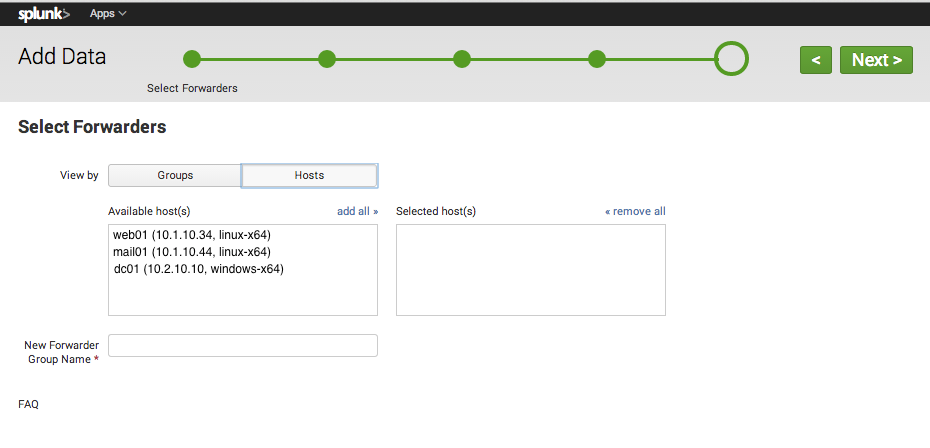 splunk> Apps
Add Data
< Next >
Select Forwarders
Select Forwarders
View by Groups Hosts
Available host(s) add all » Selected host(s) « remove all
web01 (10.1.10.34, linux-x64)
mail01 (10.1.10.44, linux-x64)
dc01 (10.2.10.10, windows-x64)
New Forwarder
Group Name *
FAQ